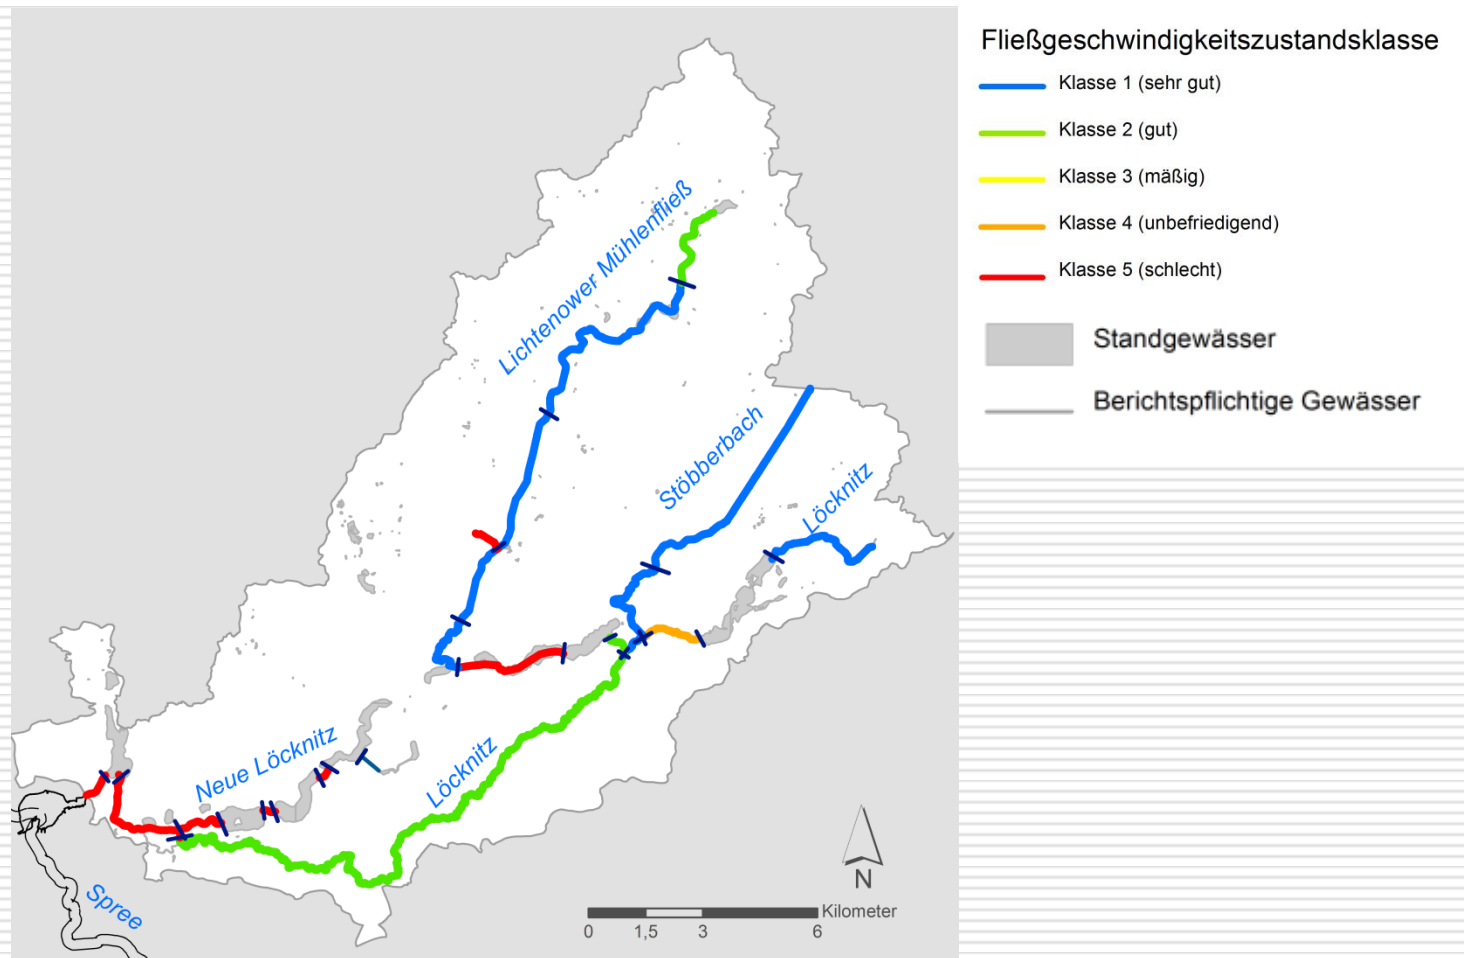 Fließgeschwindigkeitszustandsklasse
Klasse 1 (sehr gut)
Klasse 2 (gut)
Klasse 3 (mäßig)
Klasse 4 (unbefriedigend)
Klasse 5 (schlecht)
Standgewässer
Berichtspflichtige Gewässer
Lichtenower Mühlenfließ
Stöbberbach
Löcknitz
Neue Löcknitz
Löcknitz
Spree
N
Kilometer
0 1,5 3 6